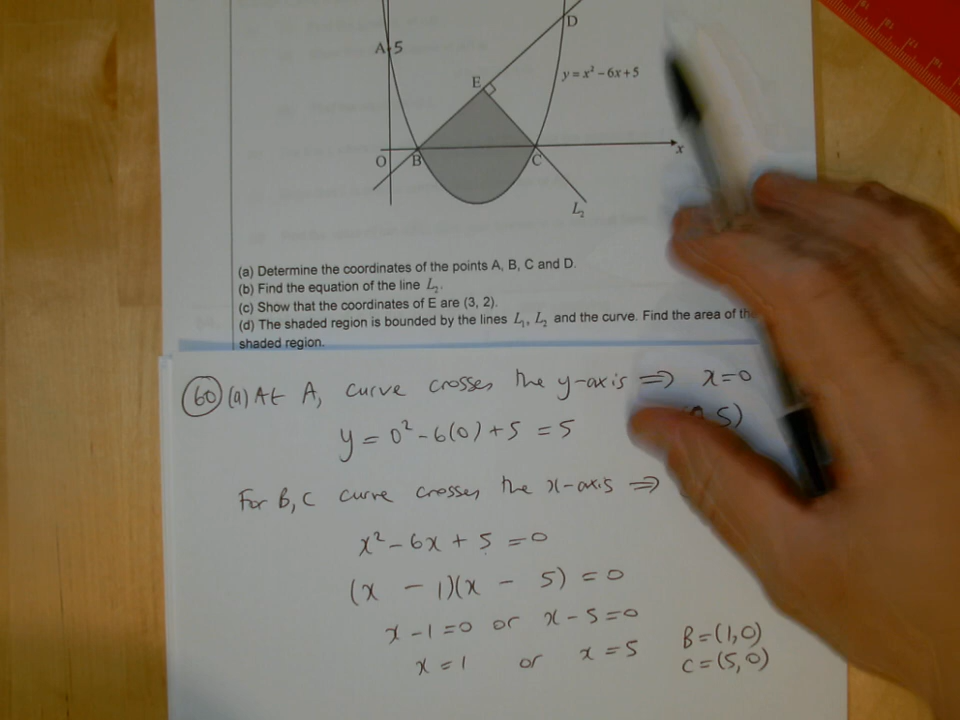 A 5
D
E
y = x² - 6x + 5
O B C x
L₂
(a) Determine the coordinates of the points A, B, C and D.
(b) Find the equation of the line L₂.
(c) Show that the coordinates of E are (3, 2).
(d) The shaded region is bounded by the lines L₁, L₂ and the curve. Find the area of
shaded region.
60 (a) At A, curve crosses the y-axis ⇒ x=0
y = 0² - 6(0) + 5 = 5 5)
For B, C curve crosses the x-axis ⇒
x² - 6x + 5 = 0
(x - 1)(x - 5) = 0
x - 1 = 0 or x - 5 = 0
B = (1, 0)
x = 1 or x = 5
C = (5, 0)